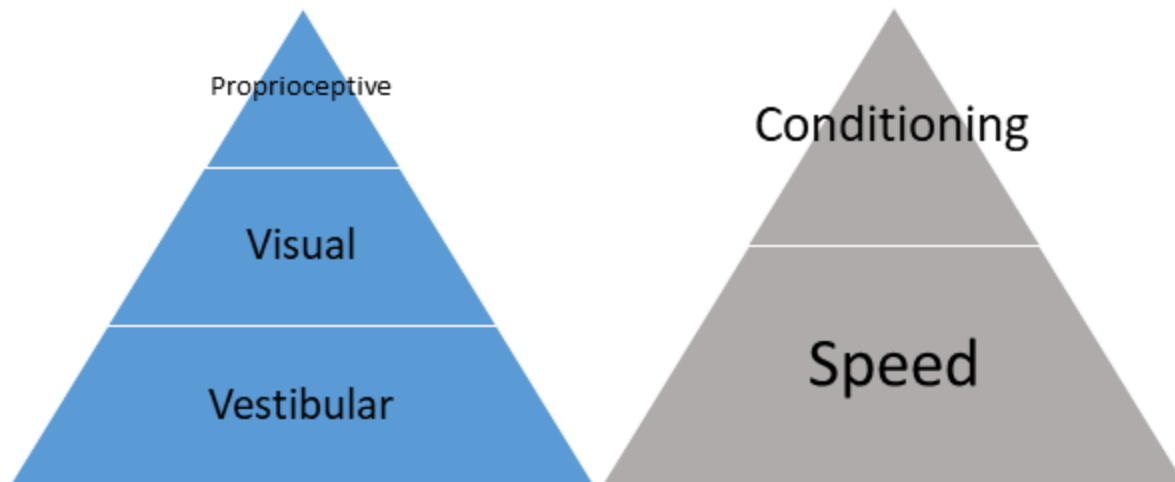 Proprioceptive
Visual
Vestibular
Conditioning
Speed